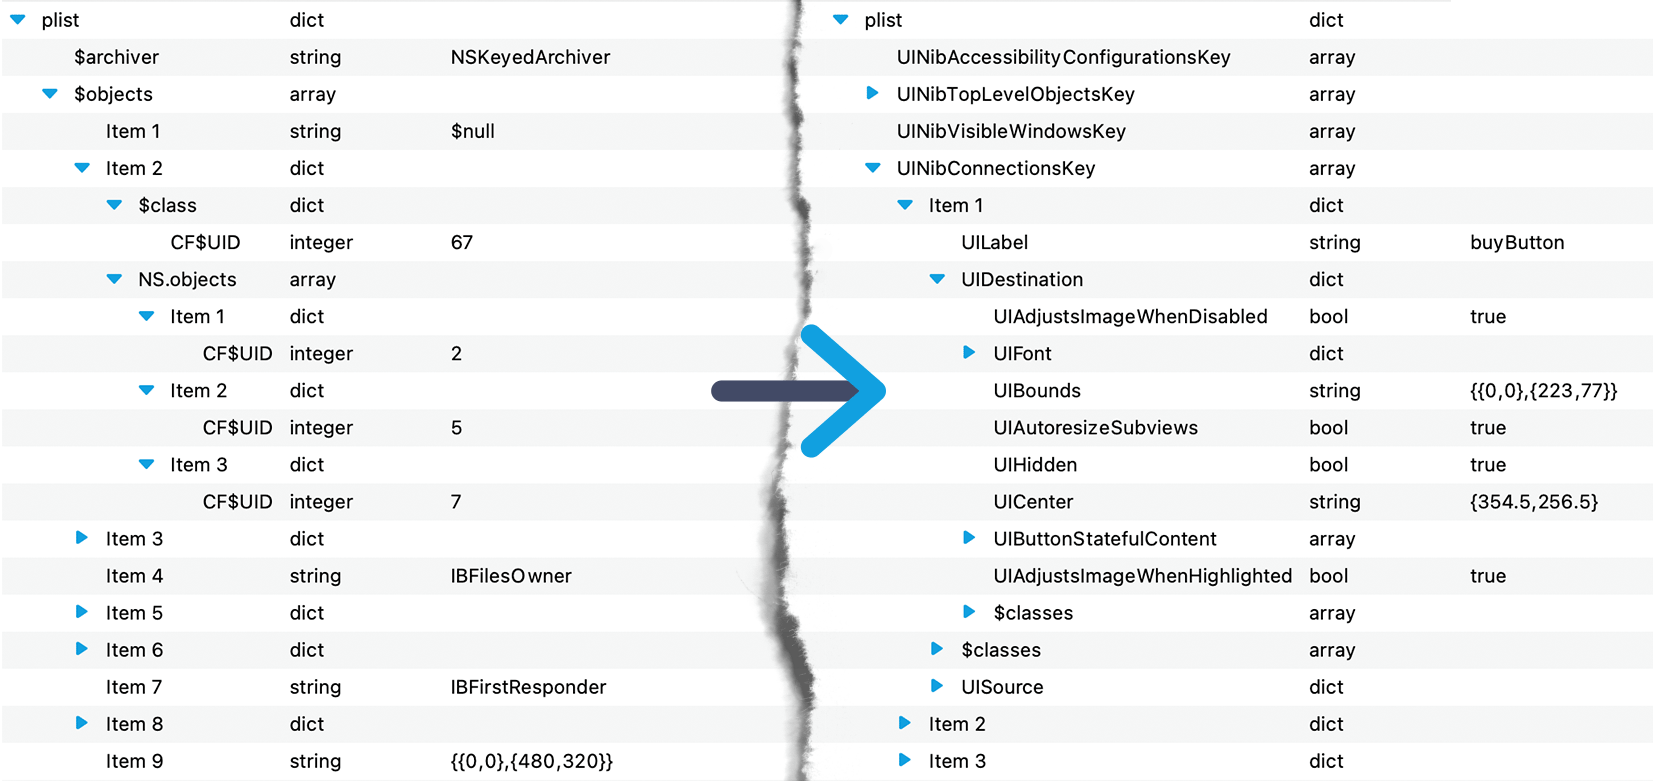 plist dict
$archiver string NSKeyedArchiver
$objects array
Item 1 string $null
Item 2 dict
$class dict
CF$UID integer 67
NS.objects array
Item 1 dict
CF$UID integer 2
Item 2 dict
CF$UID integer 5
Item 3 dict
CF$UID integer 7
Item 3 dict
Item 4 string IBFilesOwner
Item 5 dict
Item 6 dict
Item 7 string IBFirstResponder
Item 8 dict
Item 9 string {{0,0},{480,320}}
plist dict
UINibAccessibilityConfigurationsKey array
UINibTopLevelObjectsKey array
UINibVisibleWindowsKey array
UINibConnectionsKey array
Item 1 dict
UILabel string buyButton
UIDestination dict
UIAdjustsImageWhenDisabled bool true
UIFont dict
UIBounds string {{0,0},{223,77}}
UIAutoresizeSubviews bool true
UIHidden bool true
UICenter string {354.5,256.5}
UIButtonStatefulContent array
UIAdjustsImageWhenHighlighted bool true
$classes array
$classes array
UISource dict
Item 2 dict
Item 3 dict